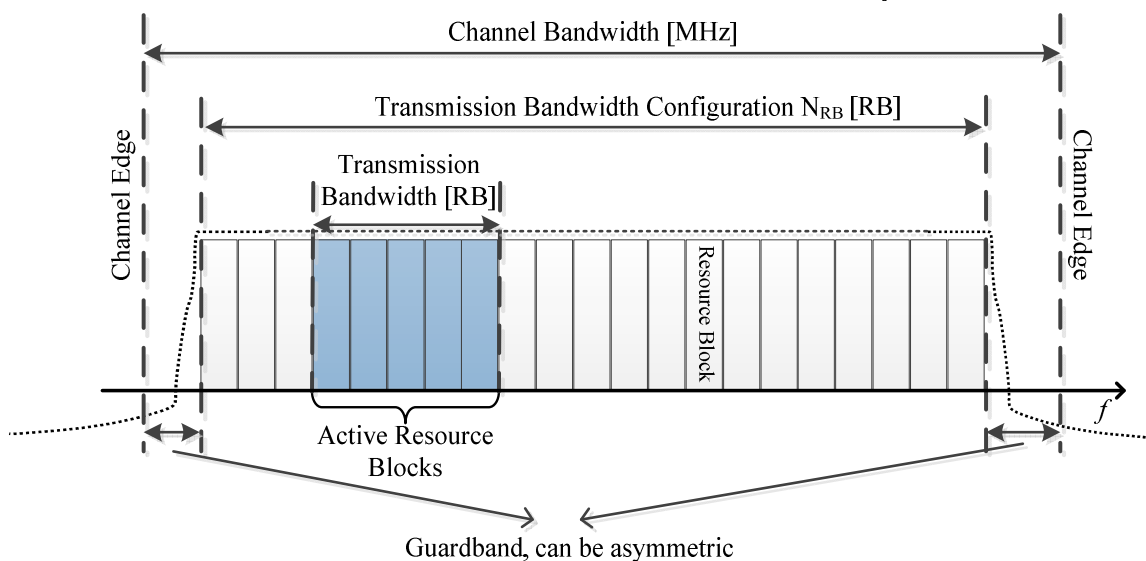 Channel Bandwidth [MHz]
Transmission Bandwidth Configuration NRB [RB]
Channel Edge
Transmission
Bandwidth [RB]
Channel Edge
Resource Block
f
Active Resource
Blocks
Guardband, can be asymmetric